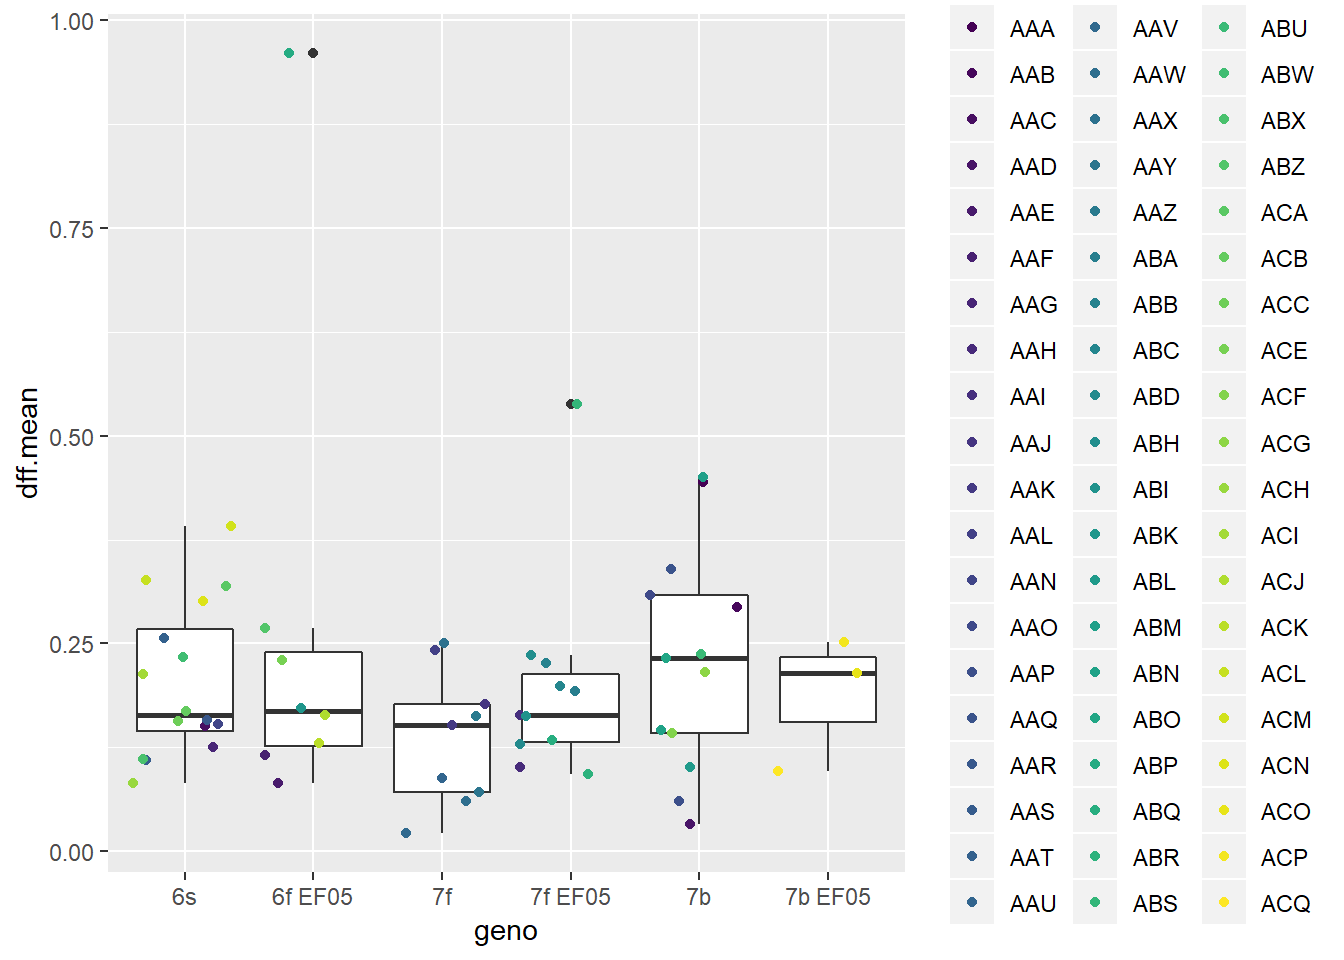 1.00
0.75
0.50
0.25
0.00
dff.mean
6s
6f EF05
7f
7f EF05
7b
7b EF05
geno
AAA
AAB
AAC
AAD
AAE
AAF
AAG
AAH
AAI
AAJ
AAK
AAL
AAN
AAO
AAP
AAQ
AAR
AAS
AAT
AAU
AAV
AAW
AAX
AAY
AAZ
ABA
ABB
ABC
ABD
ABH
ABI
ABK
ABL
ABM
ABN
ABO
ABP
ABQ
ABR
ABS
ABU
ABW
ABX
ABZ
ACA
ACB
ACC
ACE
ACF
ACG
ACH
ACI
ACJ
ACK
ACL
ACM
ACN
ACO
ACP
ACQ